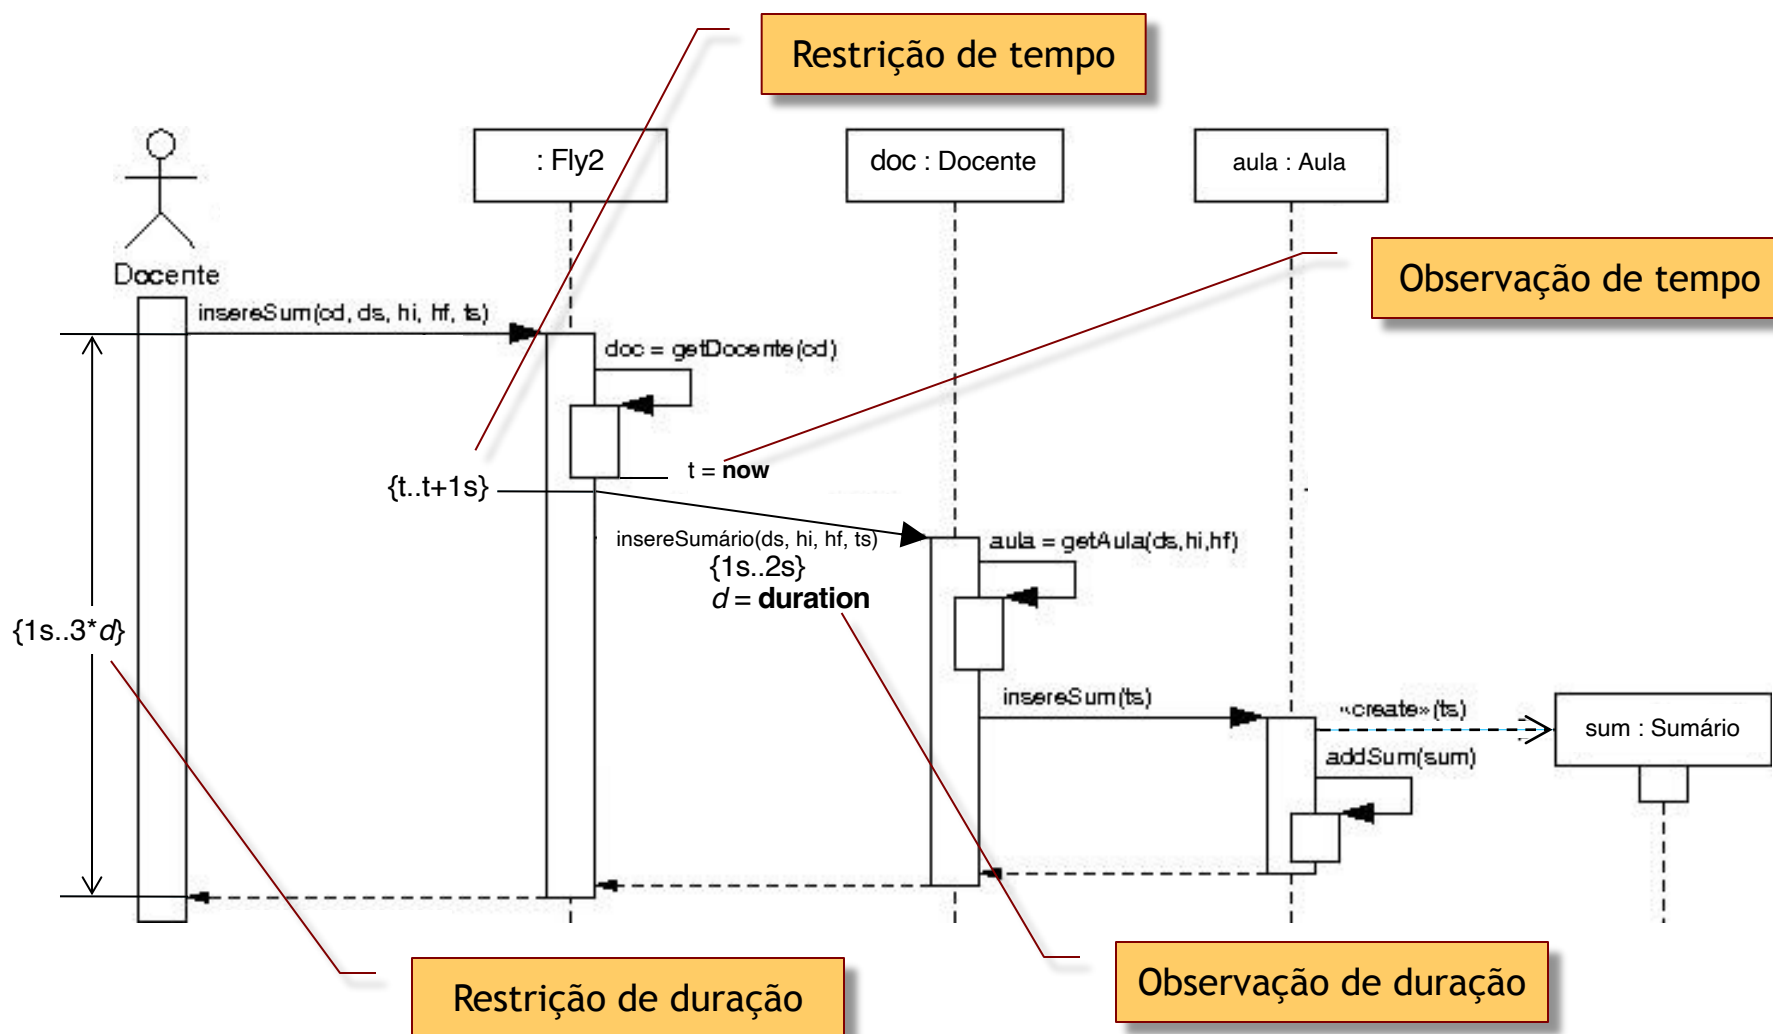 Restrição de tempo
: Fly2
doc : Docente
aula : Aula
Docente
Observação de tempo
insereSum(cd, ds, hi, hf, ts)
doc = getDocente(cd)
t = now
{t..t+1s}
insereSumário(ds, hi, hf, ts)
aula = getAula(ds,hi,hf)
{1s..2s}
d = duration
{1s..3*d}
insereSum(ts)
«create»(ts)
sum : Sumário
addSum(sum)
Restrição de duração
Observação de duração